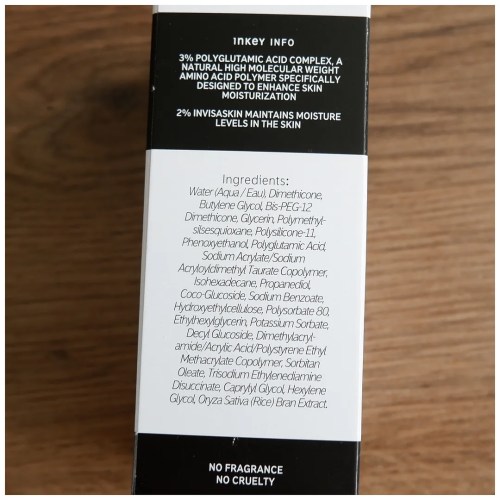 INKEY INFO
3% POLYGLUTAMIC ACID COMPLEX, A
NATURAL HIGH MOLECULAR WEIGHT
AMINO ACID POLYMER SPECIFICALLY
DESIGNED TO ENHANCE SKIN
MOISTURIZATION
2% INVISASKIN MAINTAINS MOISTURE
LEVELS IN THE SKIN
Ingredients:
Water (Aqua / Eau), Dimethicone,
Butylene Glycol, Bis-PEG-12
Dimethicone, Glycerin, Polymethyl-
silsesquioxane, Polysilicone-11,
Phenoxyethanol, Polyglutamic Acid,
Sodium Acrylate/Sodium
Acryloyldimethyl Taurate Copolymer,
Isohexadecane, Propanediol,
Coco-Glucoside, Sodium Benzoate,
Hydroxyethylcellulose, Polysorbate 80,
Ethylhexylglycerin, Potassium Sorbate,
Decyl Glucoside, Dimethylacryl-
amide/Acrylic Acid/Polystyrene Ethyl
Methacrylate Copolymer, Sorbitan
Oleate, Trisodium Ethylenediamine
Disuccinate, Caprylyl Glycol, Hexylene
Glycol, Oryza Sativa (Rice) Bran Extract.
NO FRAGRANCE
NO CRUELTY